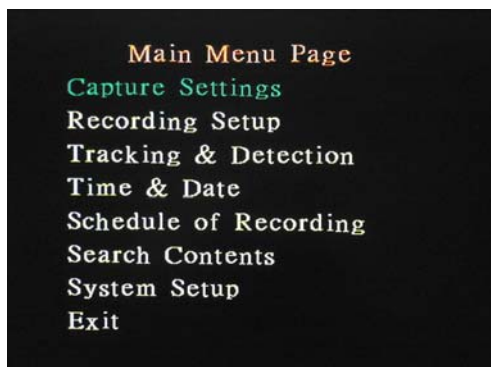 Main Menu Page
Capture Settings
Recording Setup
Tracking & Detection
Time & Date
Schedule of Recording
Search Contents
System Setup
Exit